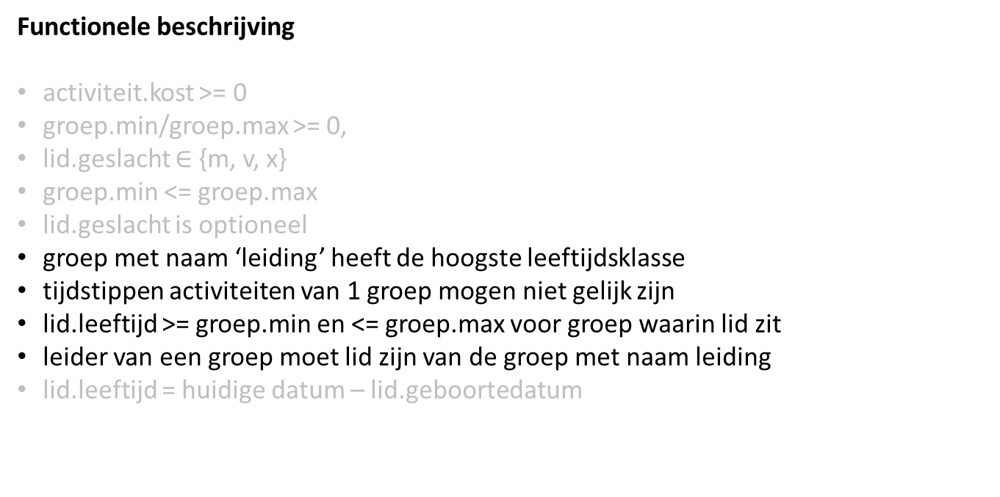 Functionele beschrijving
• activiteit.kost >= 0
• groep.min/groep.max >= 0,
• lid.geslacht ∈ {m, v, x}
• groep.min <= groep.max
• lid.geslacht is optioneel
• groep met naam ‘leiding’ heeft de hoogste leeftijdsklasse
• tijdstippen activiteiten van 1 groep mogen niet gelijk zijn
• lid.leeftijd >= groep.min en <= groep.max voor groep waarin lid zit
• leider van een groep moet lid zijn van de groep met naam leiding
• lid.leeftijd = huidige datum – lid.geboortedatum